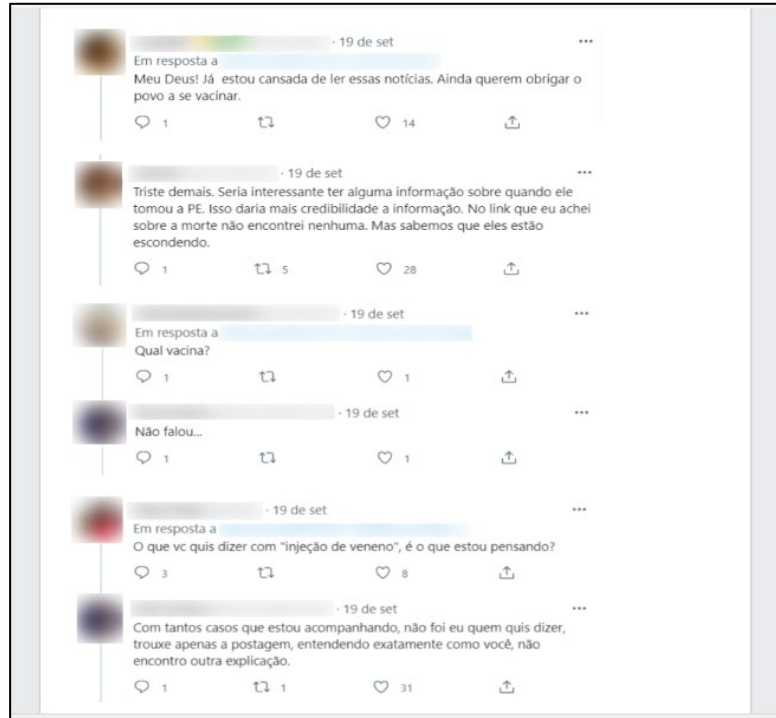 · 19 de set
Em resposta a
Meu Deus! Já estou cansada de ler essas notícias. Ainda querem obrigar o
povo a se vacinar.
1 14
· 19 de set
Triste demais. Seria interessante ter alguma informação sobre quando ele
tomou a PE. Isso daria mais credibilidade a informação. No link que eu achei
sobre a morte não encontrei nenhuma. Mas sabemos que eles estão
escondendo.
1 5 28
· 19 de set
Em resposta a
Qual vacina?
1 1
· 19 de set
Não falou...
1 1
· 19 de set
Em resposta a
O que vc quis dizer com "injeção de veneno", é o que estou pensando?
3 8
· 19 de set
Com tantos casos que estou acompanhando, não foi eu quem quis dizer,
trouxe apenas a postagem, entendendo exatamente como você, não
encontro outra explicação.
1 1 31